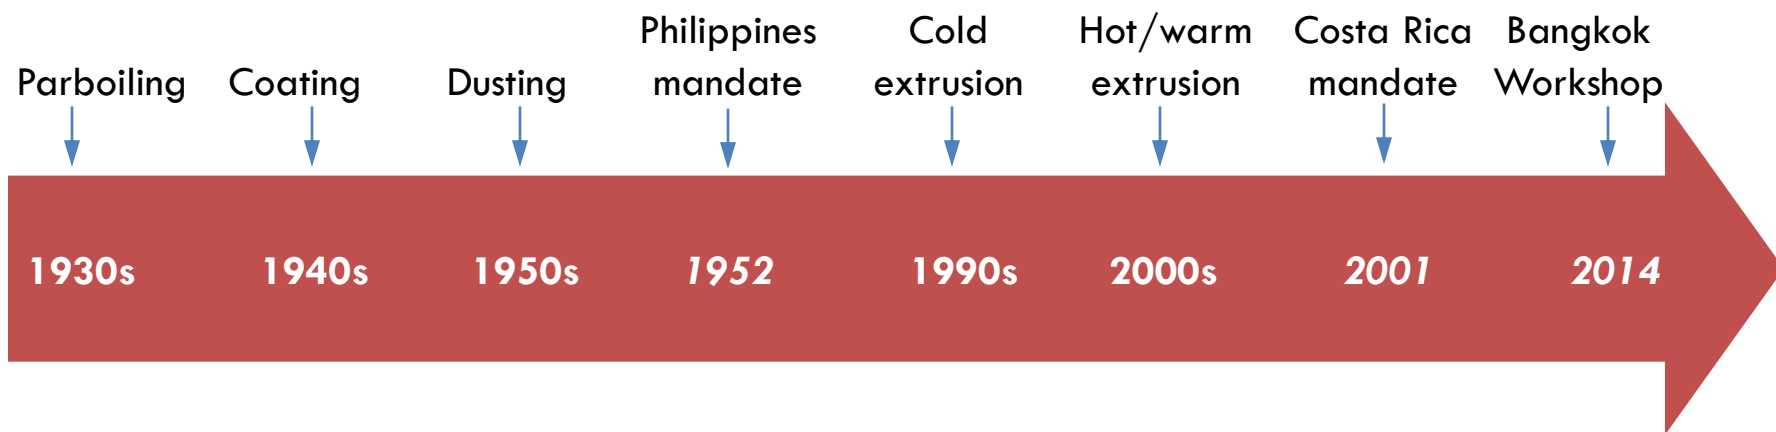 Parboiling
Coating
Dusting
Philippines
mandate
Cold
extrusion
Hot/warm
extrusion
Costa Rica
mandate
Bangkok
Workshop
1930s
1940s
1950s
1952
1990s
2000s
2001
2014